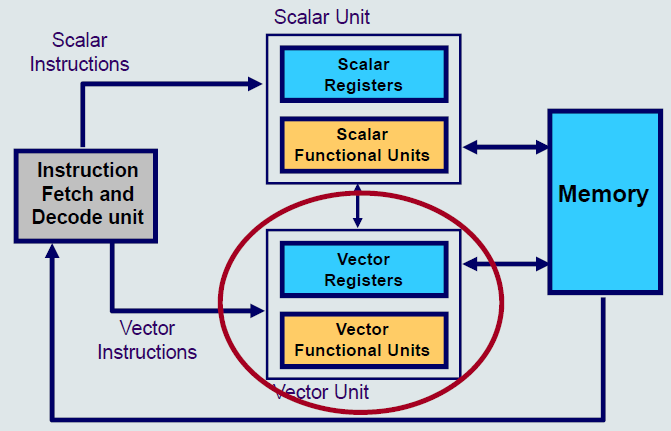 Scalar Unit
Scalar
Instructions
Scalar
Registers
Scalar
Functional Units
Instruction
Fetch and
Decode unit
Memory
Vector
Registers
Vector
Functional Units
Vector
Instructions
Vector Unit